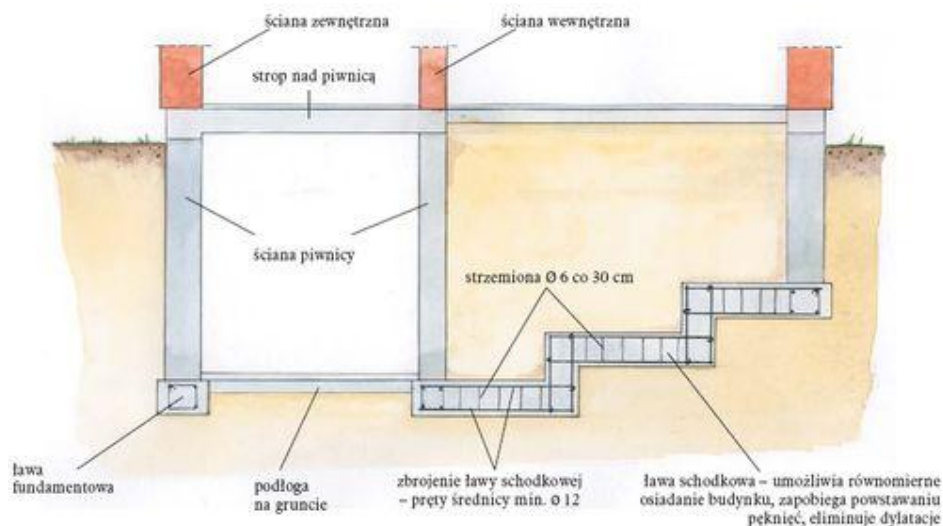 ściana zewnętrzna
ściana wewnętrzna
strop nad piwnicą
ściana piwnicy
strzemiona Ø 6 co 30 cm
ława
fundamentowa
podłoga
na gruncie
zbrojenie ławy schodkowej
– pręty średnicy min. Ø 12
ława schodkowa – umożliwia równomierne
osiadanie budynku, zapobiega powstawaniu
pęknięć, eliminuje dylatacje